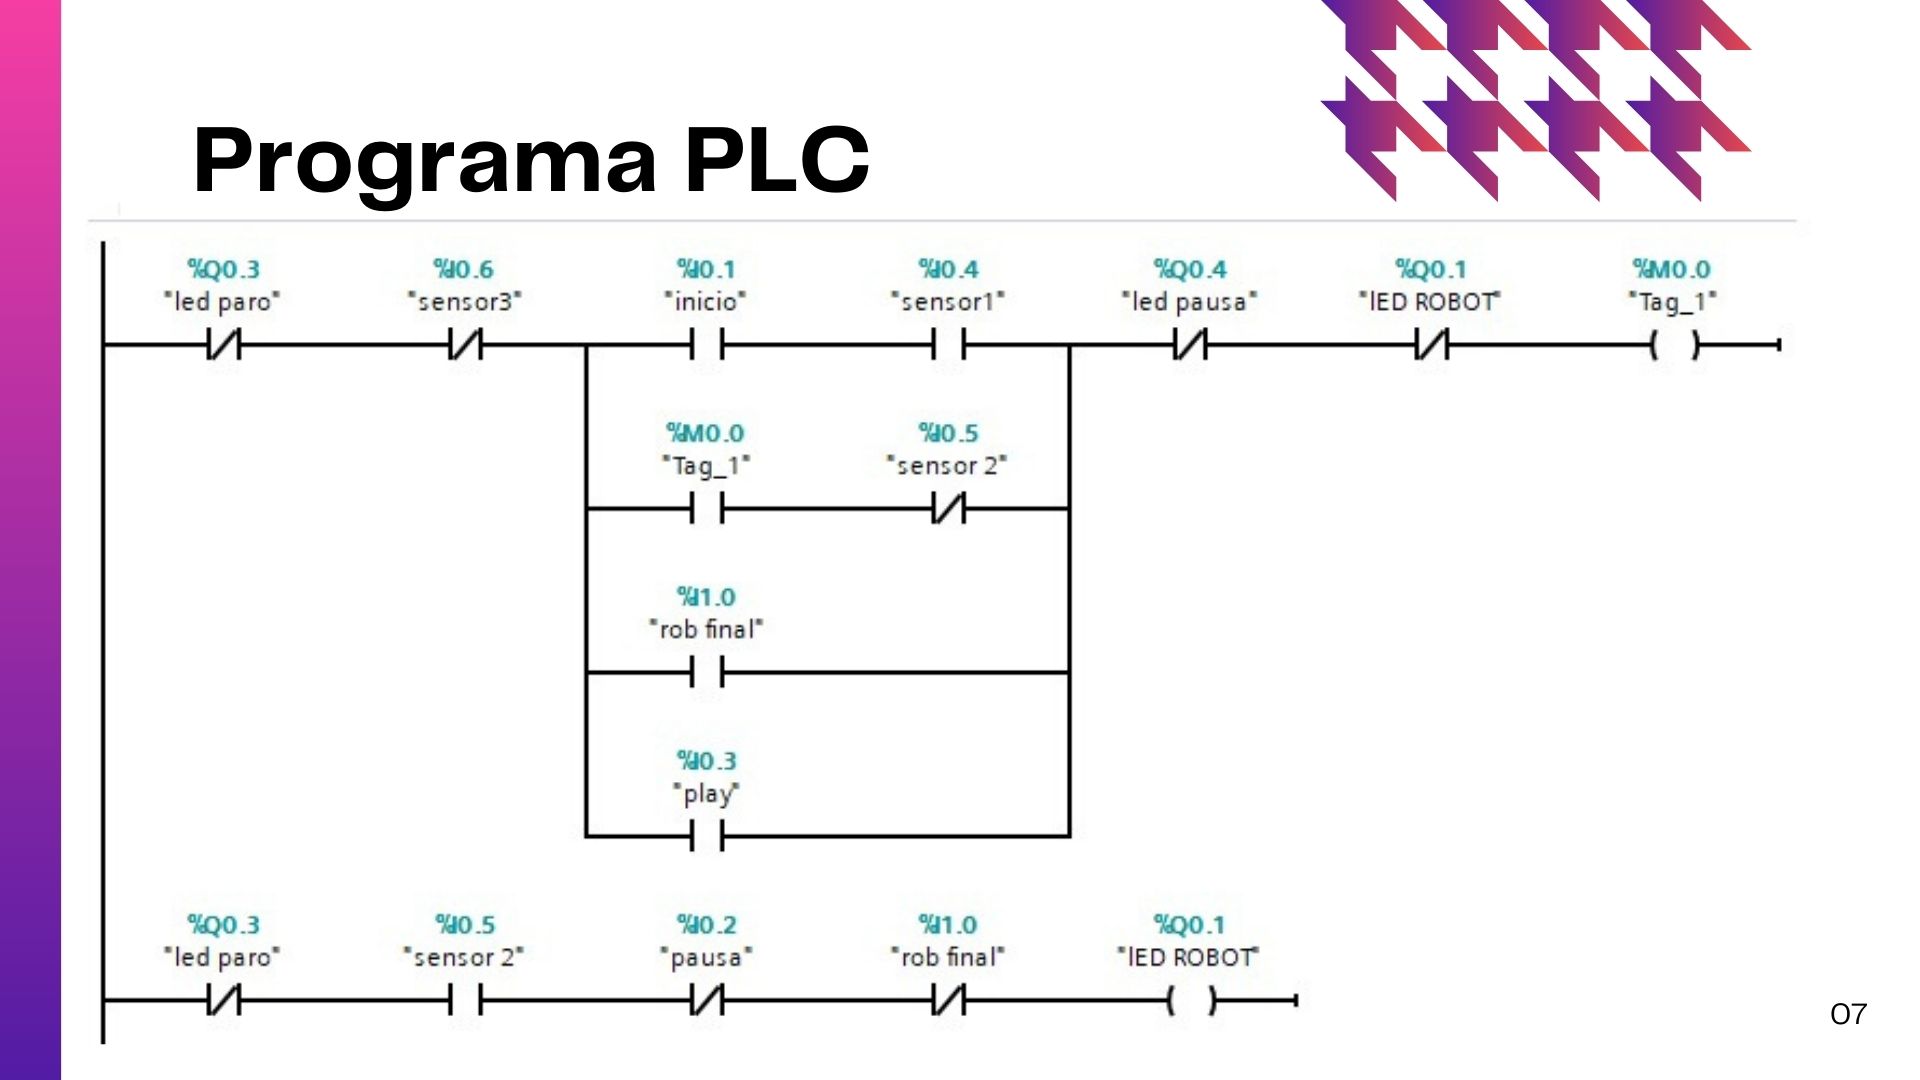 Programa PLC
%Q0.3 %I0.6 %I0.1 %I0.4 %Q0.4 %Q0.1 %M0.0
"led paro" "sensor3" "inicio" "sensor1" "led pausa" "lED ROBOT" "Tag_1"
%M0.0 %I0.5
"Tag_1" "sensor 2"
%I1.0
"rob final"
%I0.3
"play"
%Q0.3 %I0.5 %I0.2 %I1.0 %Q0.1
"led paro" "sensor 2" "pausa" "rob final" "lED ROBOT"
07